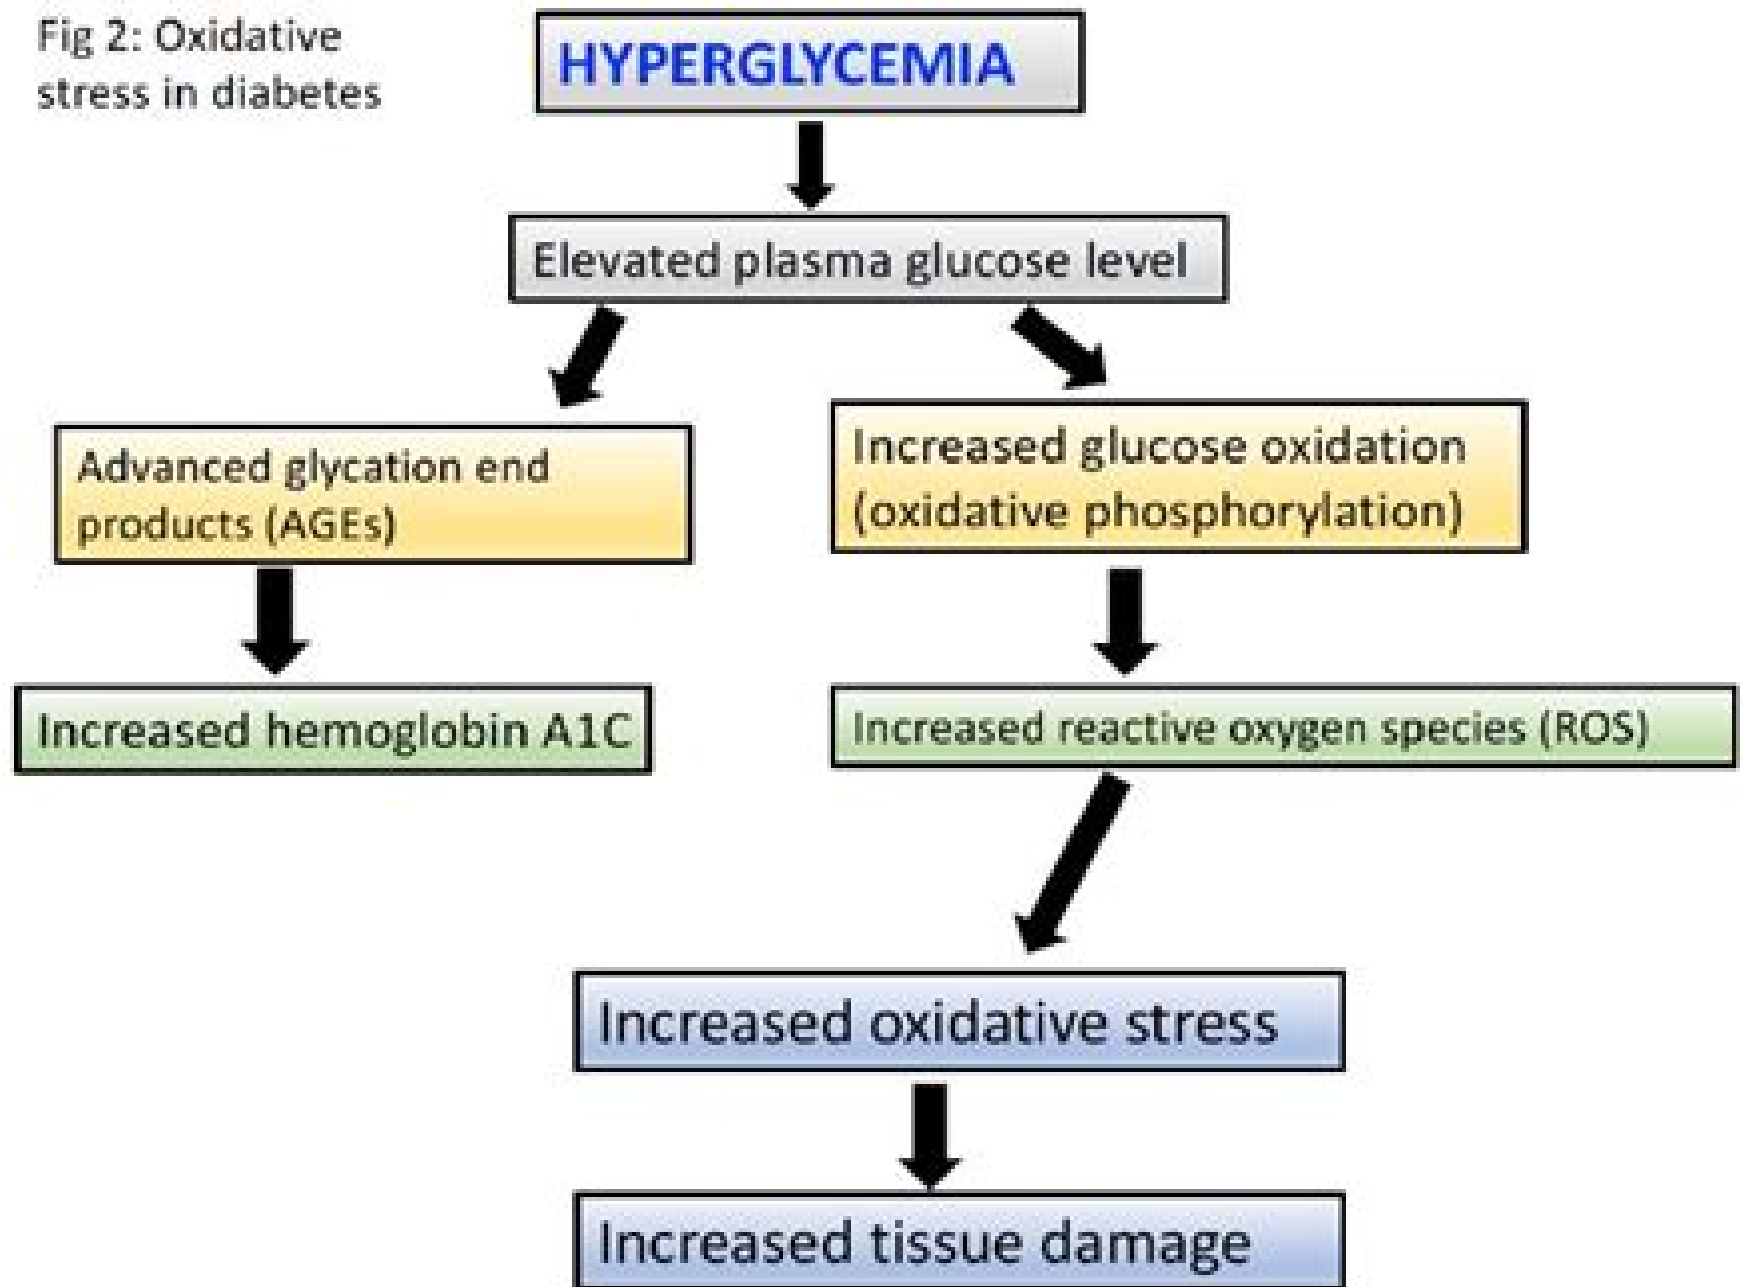 Fig 2: Oxidative
stress in diabetes
HYPERGLYCEMIA
Elevated plasma glucose level
Advanced glycation end
products (AGEs)
Increased glucose oxidation
(oxidative phosphorylation)
Increased hemoglobin A1C
Increased reactive oxygen species (ROS)
Increased oxidative stress
Increased tissue damage